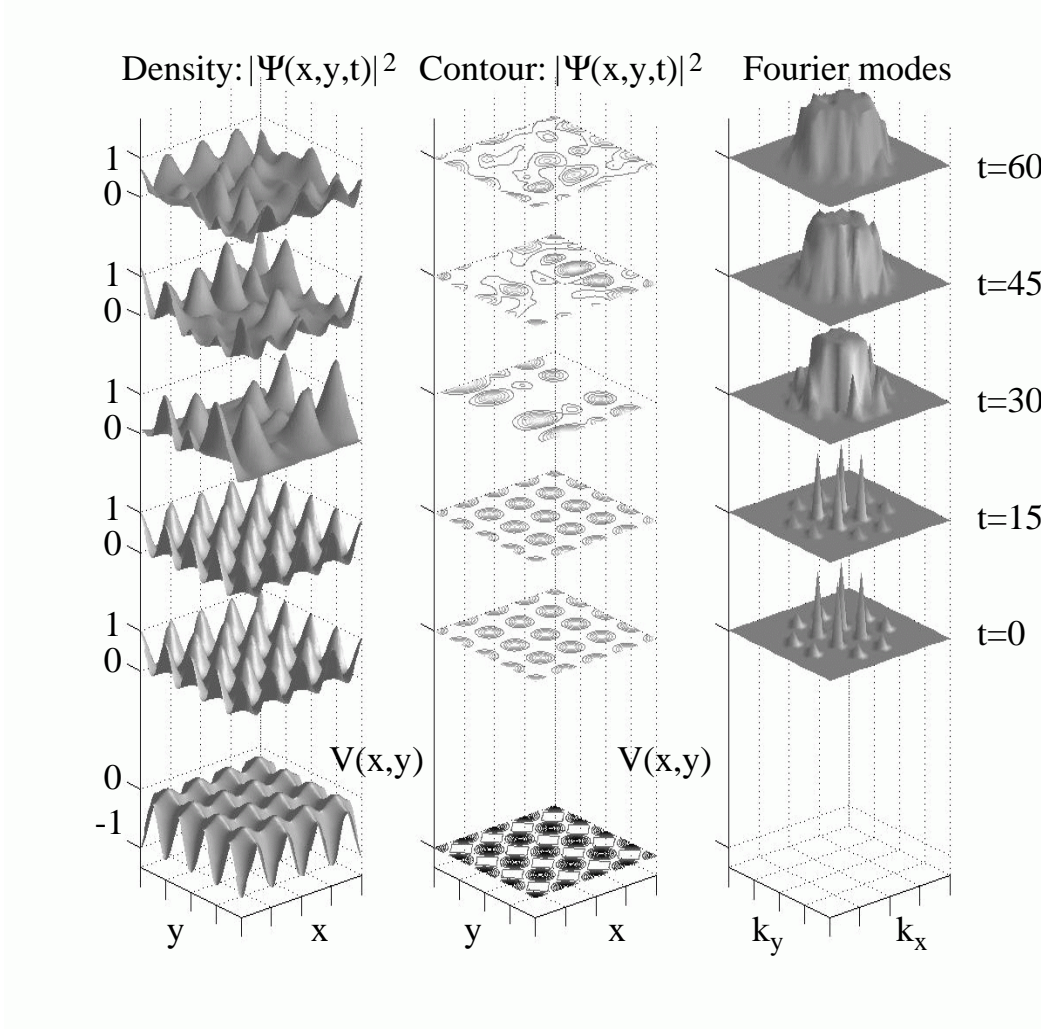 Density: |Ψ(x,y,t)|² Contour: |Ψ(x,y,t)|² Fourier modes
1
0
t=60
1
0
t=45
1
0
t=30
1
0
t=15
1
0
t=0
V(x,y) V(x,y)
0
-1
y x y x k_y k_x